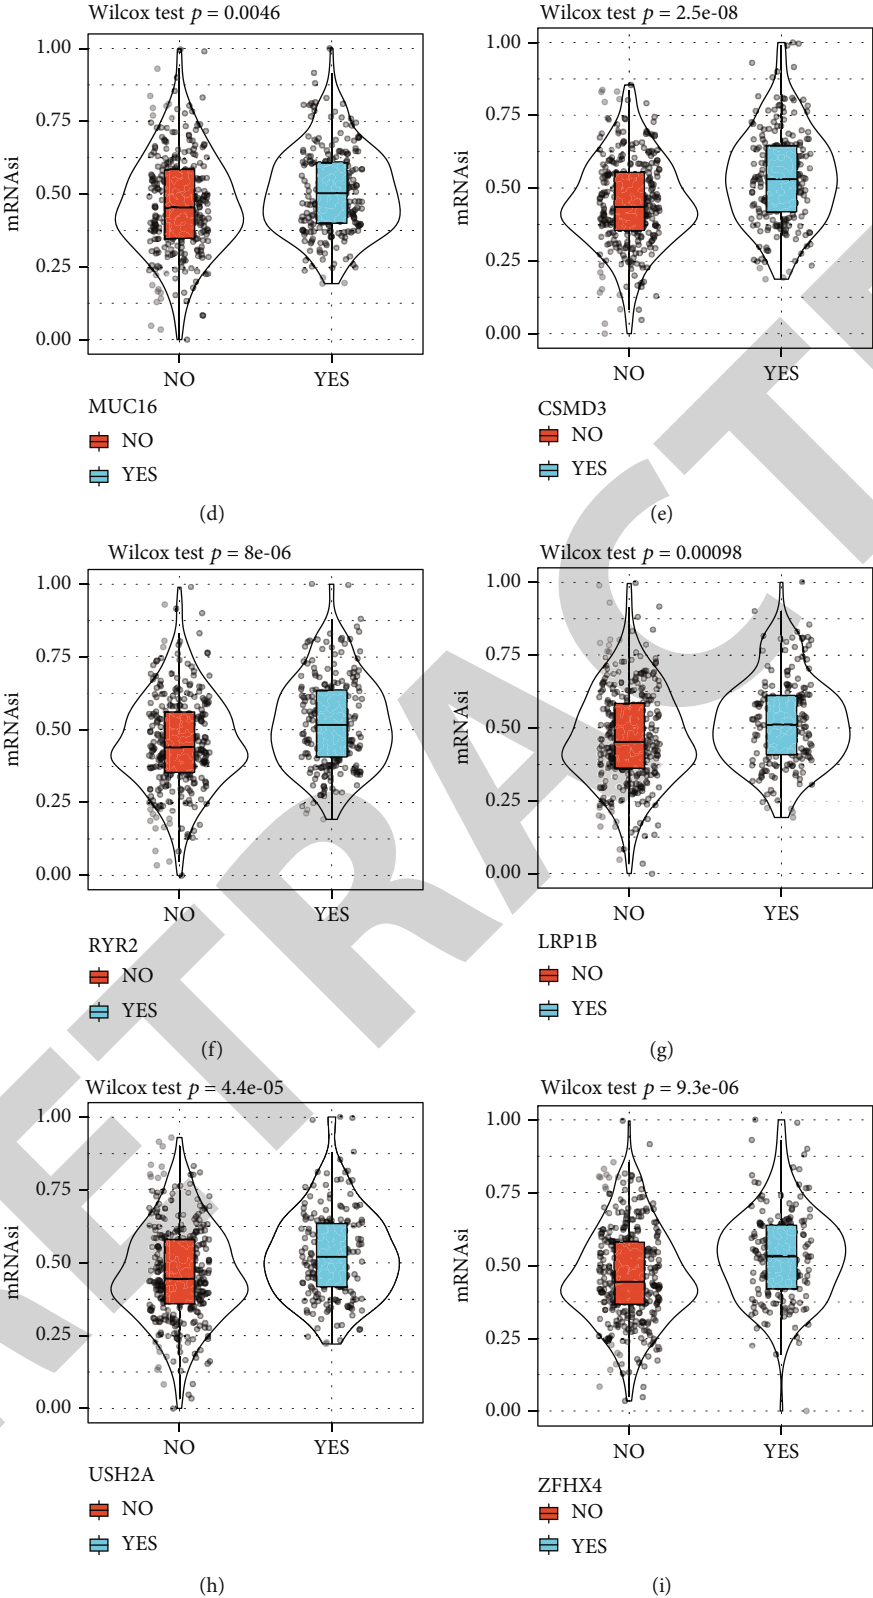 Wilcox test p = 0.0046
1.00
0.75
0.50
0.25
0.00
mRNAsi
NO
YES
MUC16
NO
YES
(d)
Wilcox test p = 2.5e-08
1.00
0.75
0.50
0.25
0.00
mRNAsi
NO
YES
CSMD3
NO
YES
(e)
Wilcox test p = 8e-06
1.00
0.75
0.50
0.25
0.00
mRNAsi
NO
YES
RYR2
NO
YES
(f)
Wilcox test p = 0.00098
1.00
0.75
0.50
0.25
0.00
mRNAsi
NO
YES
LRP1B
NO
YES
(g)
Wilcox test p = 4.4e-05
1.00
0.75
0.50
0.25
0.00
mRNAsi
NO
YES
USH2A
NO
YES
(h)
Wilcox test p = 9.3e-06
1.00
0.75
0.50
0.25
0.00
mRNAsi
NO
YES
ZFHX4
NO
YES
(i)
RETRACTE